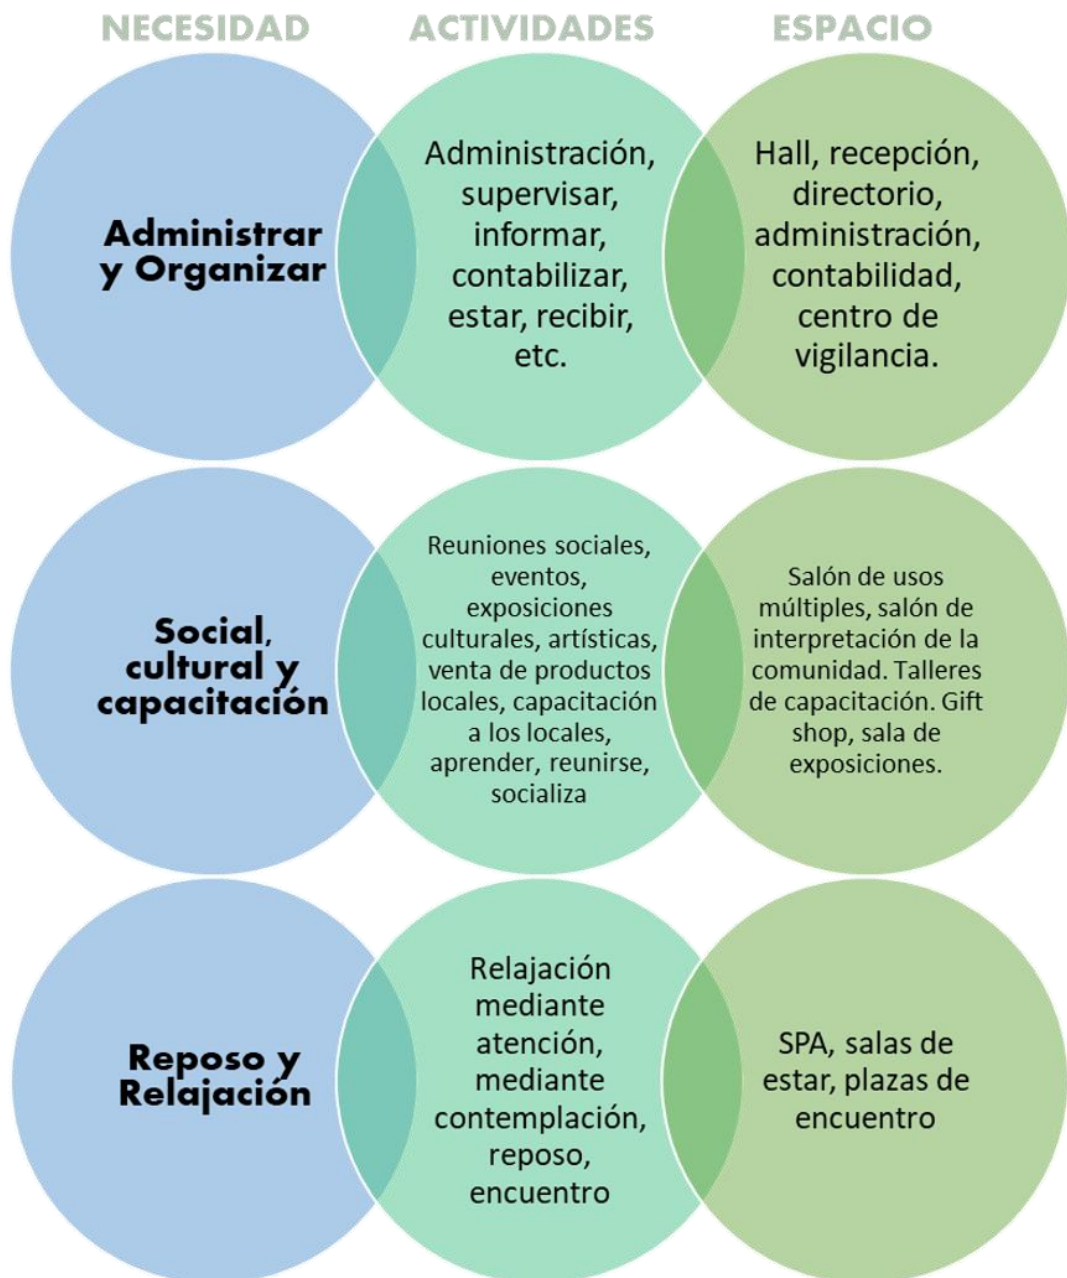 NECESIDAD
ACTIVIDADES
ESPACIO
Administrar
y Organizar
Administración,
supervisar,
informar,
contabilizar,
estar, recibir,
etc.
Hall, recepción,
directorio,
administración,
contabilidad,
centro de
vigilancia.
Social,
cultural y
capacitación
Reuniones sociales,
eventos,
exposiciones
culturales, artísticas,
venta de productos
locales, capacitación
a los locales,
aprender, reunirse,
socializa
Salón de usos
múltiples, salón de
interpretación de la
comunidad. Talleres
de capacitación. Gift
shop, sala de
exposiciones.
Reposo y
Relajación
Relajación
mediante
atención,
mediante
contemplación,
reposo,
encuentro
SPA, salas de
estar, plazas de
encuentro